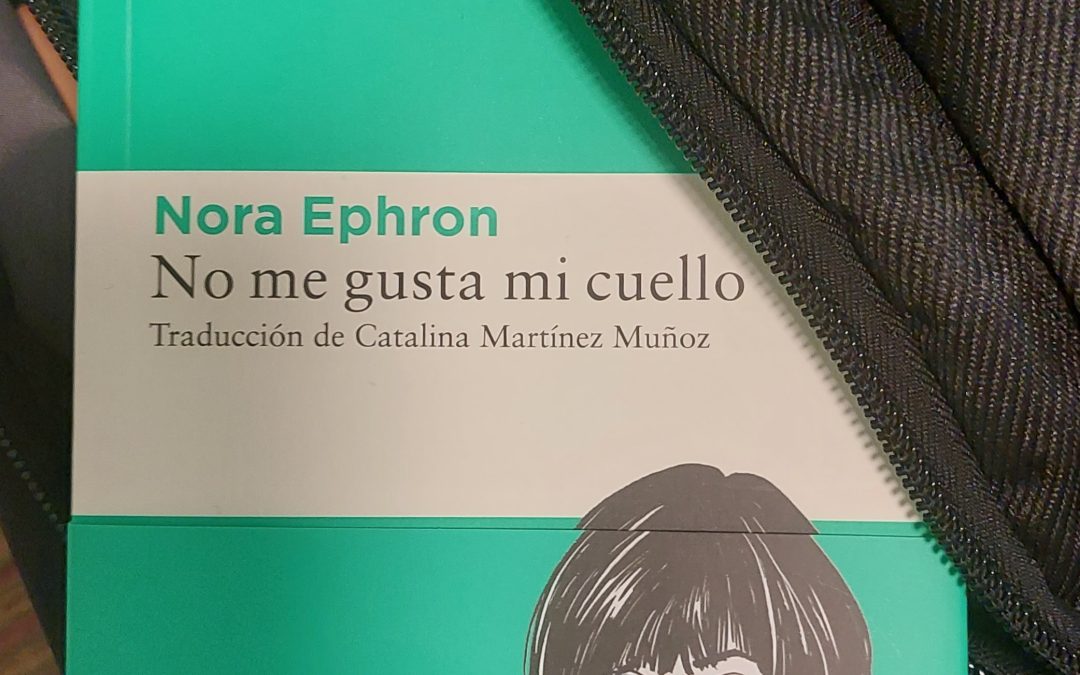 Nora Ephron
No me gusta mi cuello
Traducción de Catalina Martínez Muñoz